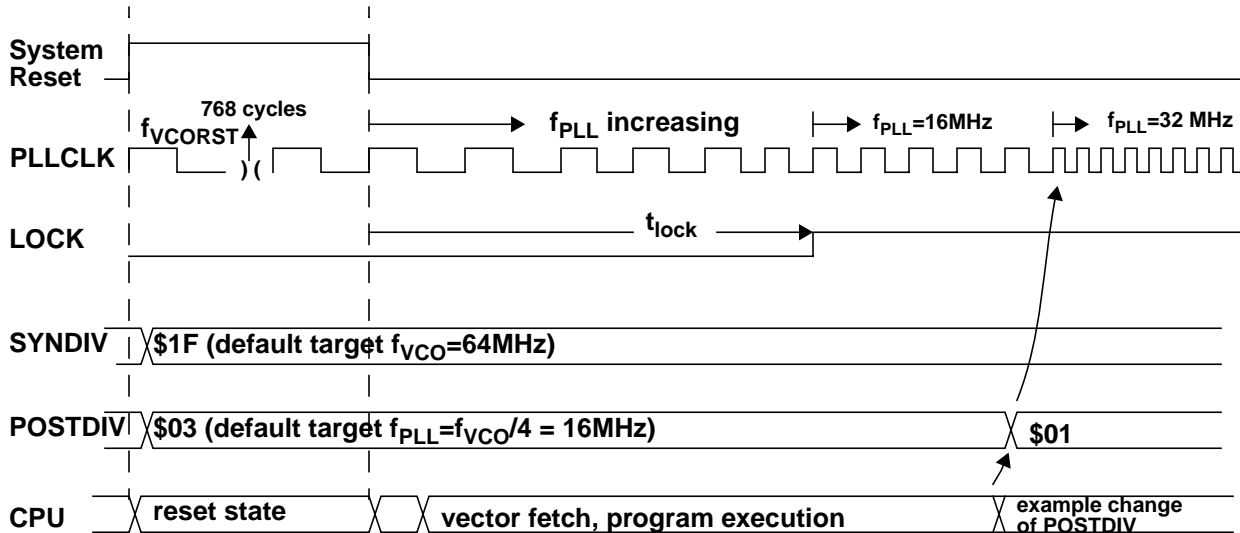 System
Reset
768 cycles
fVCORST
fPLL increasing
fPLL=16MHz
fPLL=32 MHz
PLLCLK
) (
LOCK
tlock
SYNDIV
$1F (default target fVCO=64MHz)
POSTDIV
$03 (default target fPLL=fVCO/4 = 16MHz)
$01
CPU
reset state
vector fetch, program execution
example change
of POSTDIV